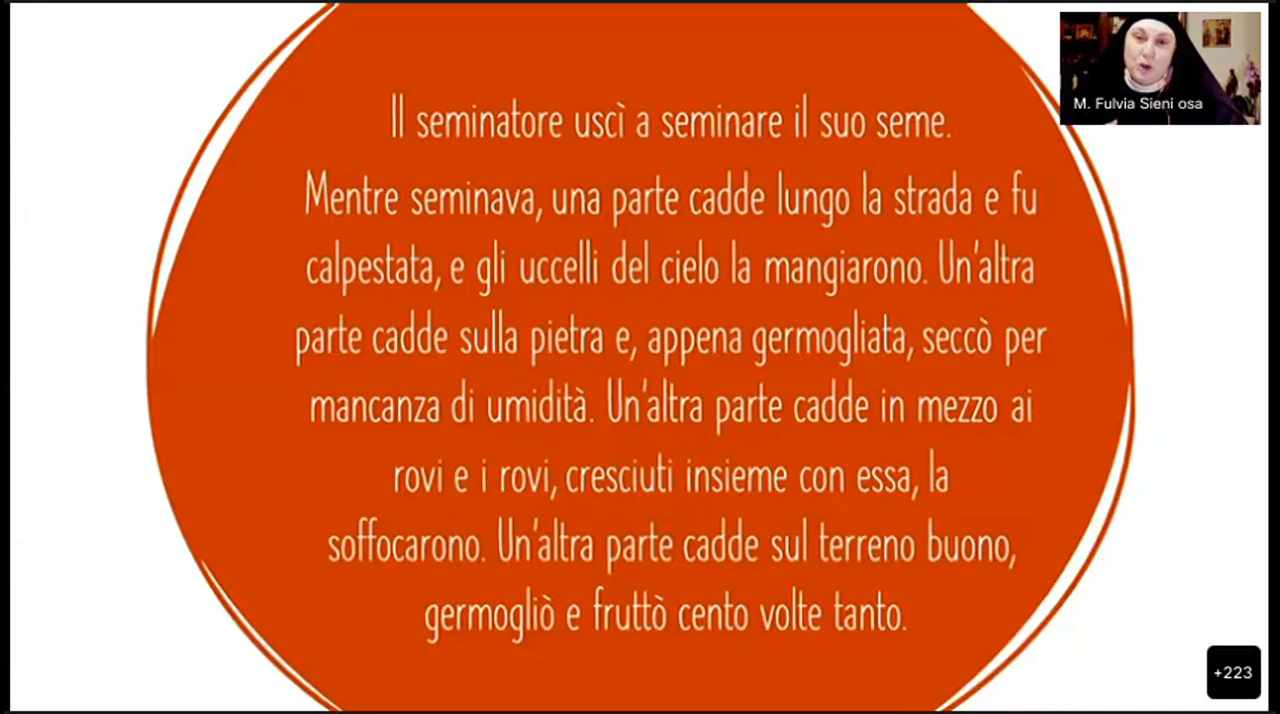 Il seminatore uscì a seminare il suo seme.
Mentre seminava, una parte cadde lungo la strada e fu
calpestata, e gli uccelli del cielo la mangiarono. Un'altra
parte cadde sulla pietra e, appena germogliata, seccò per
mancanza di umidità. Un'altra parte cadde in mezzo ai
rovi e i rovi, cresciuti insieme con essa, la
soffocarono. Un'altra parte cadde sul terreno buono,
germogliò e fruttò cento volte tanto.
M. Fulvia Sieni osa
+223